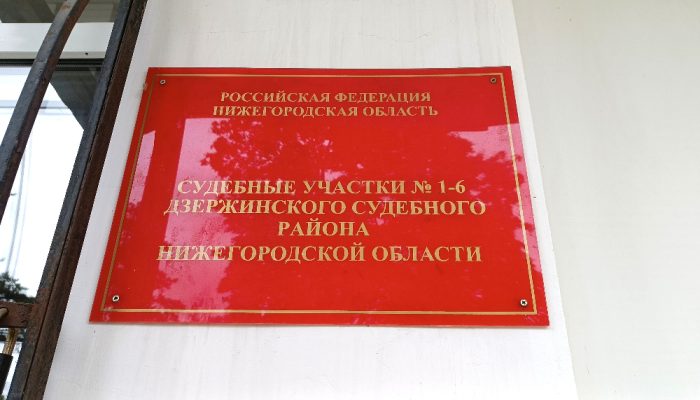 РОССИЙСКАЯ ФЕДЕРАЦИЯ
НИЖЕГОРОДСКАЯ ОБЛАСТЬ
СУДЕБНЫЕ УЧАСТКИ № 1-6
ДЗЕРЖИНСКОГО СУДЕБНОГО
РАЙОНА
НИЖЕГОРОДСКОЙ ОБЛАСТИ